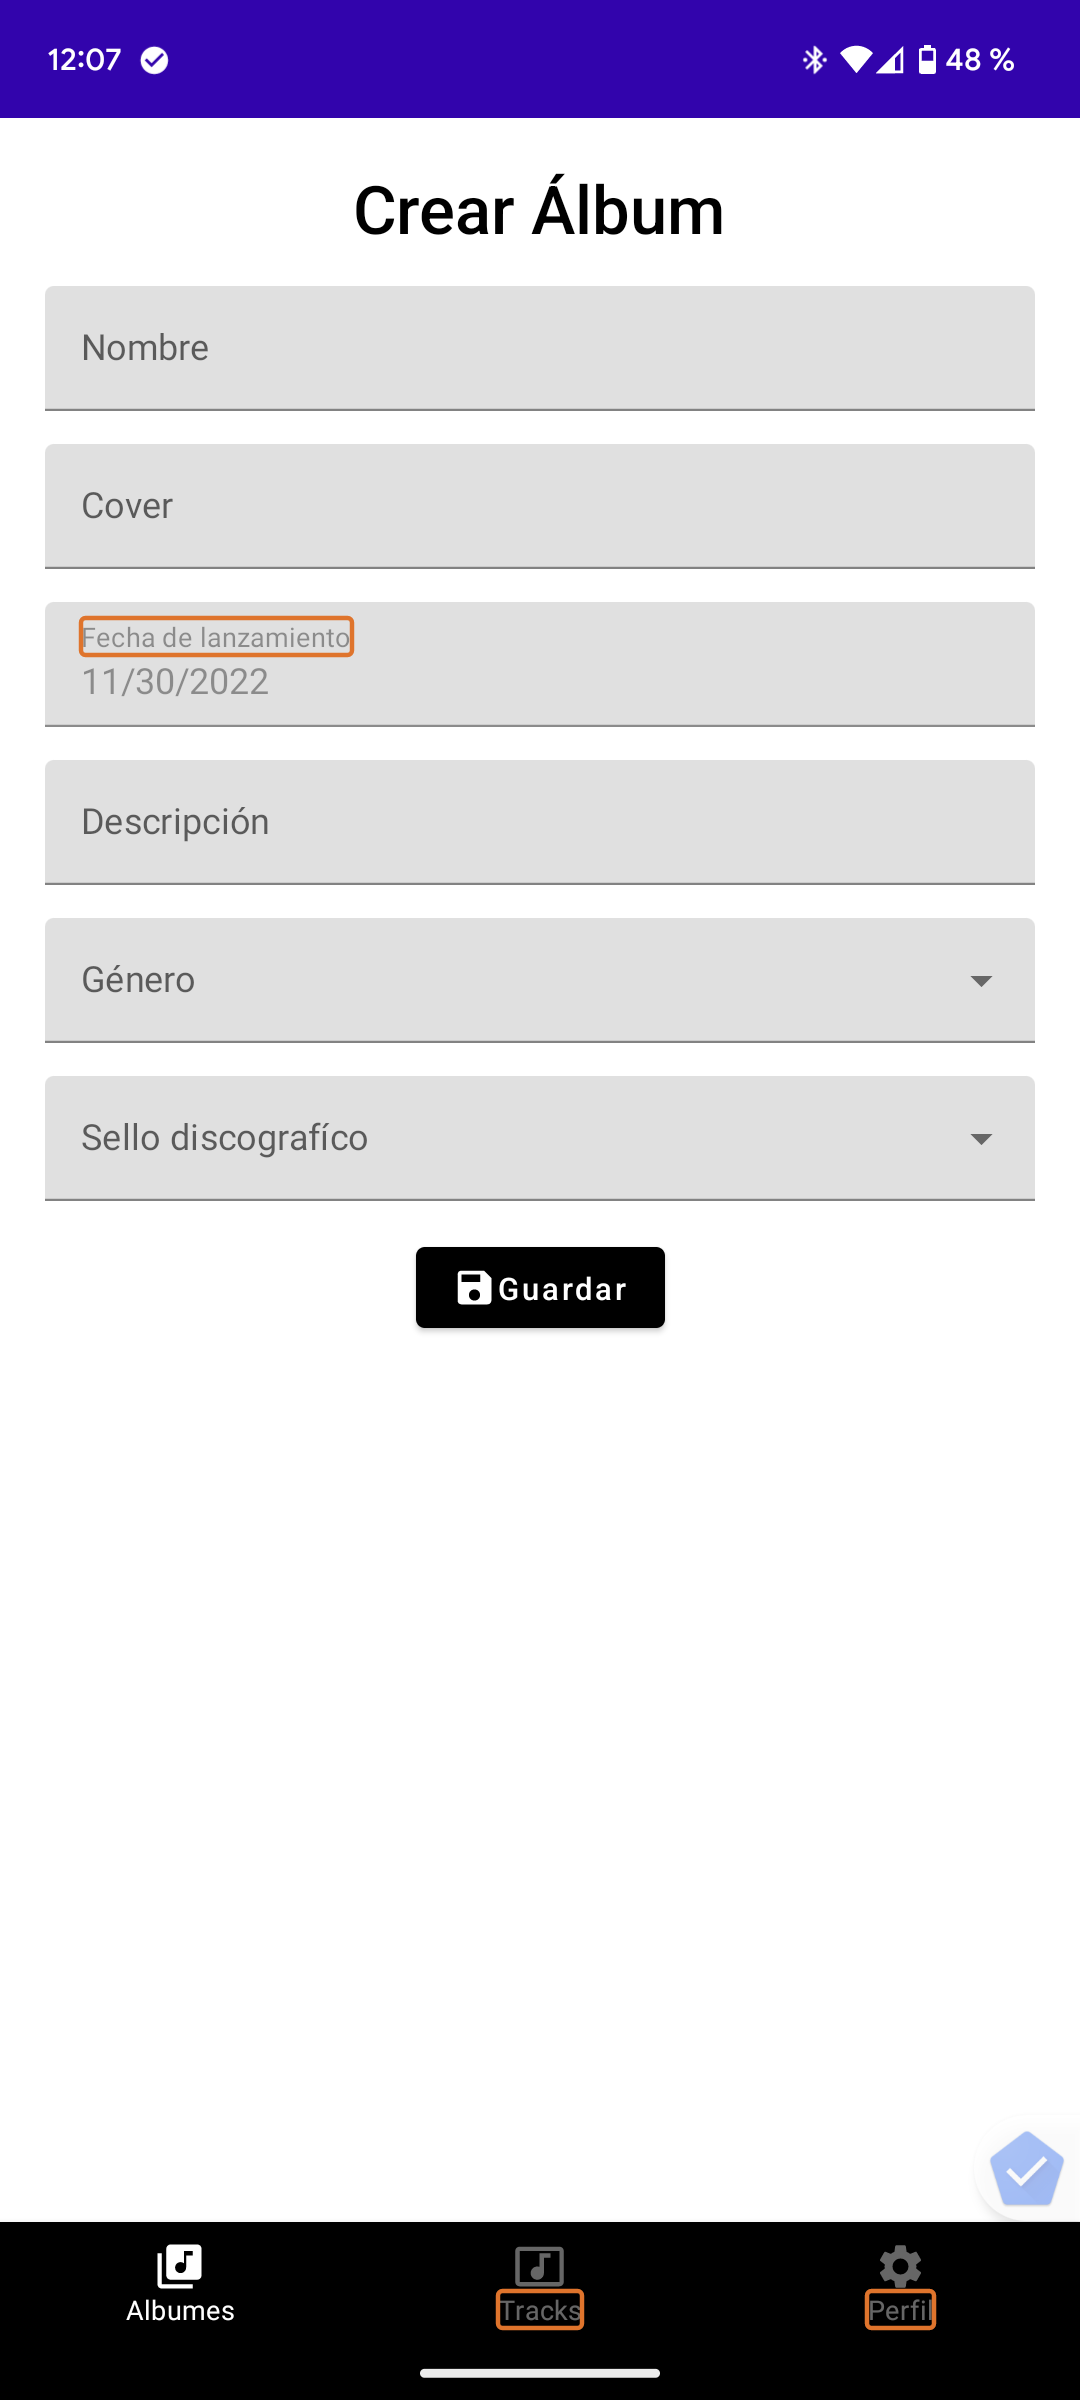 12:07 48 %
Crear Álbum
Nombre
Cover
Fecha de lanzamiento
11/30/2022
Descripción
Género
Sello discografíco
Guardar
Albumes Tracks Perfil